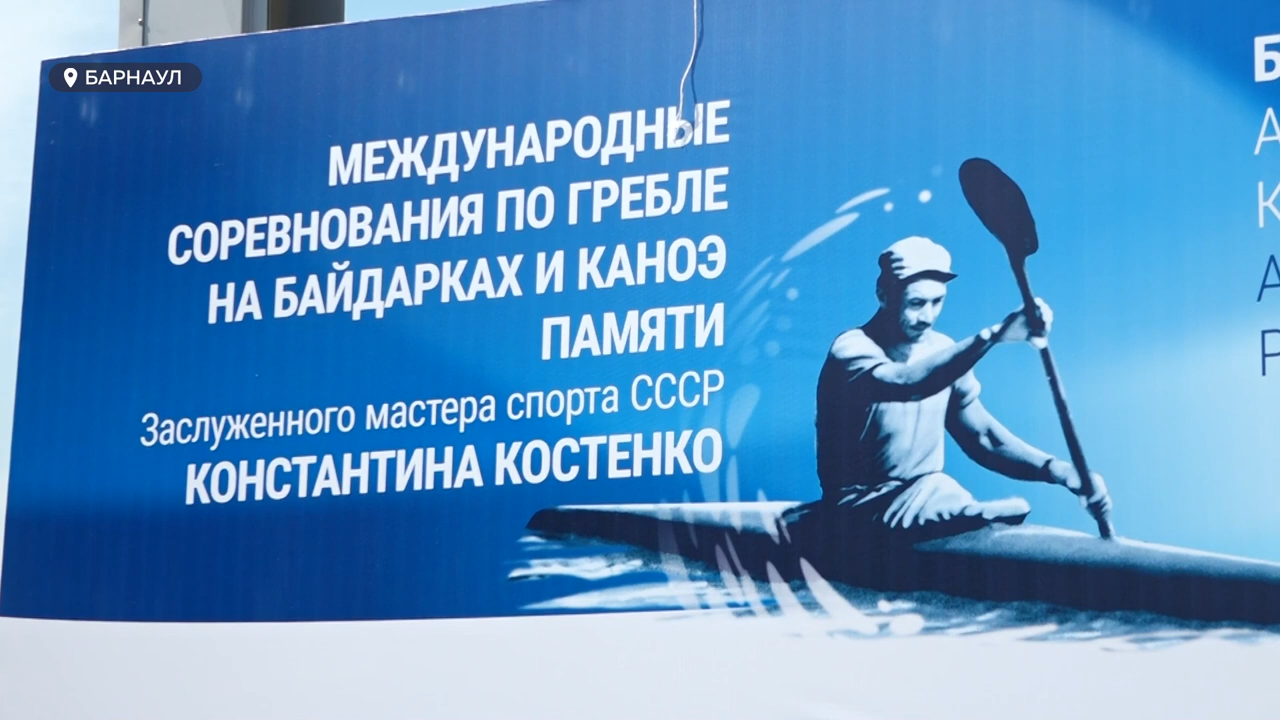 БАРНАУЛ
МЕЖДУНАРОДНЫЕ
СОРЕВНОВАНИЯ ПО ГРЕБЛЕ
НА БАЙДАРКАХ И КАНОЭ
ПАМЯТИ
Заслуженного мастера спорта СССР
КОНСТАНТИНА КОСТЕНКО